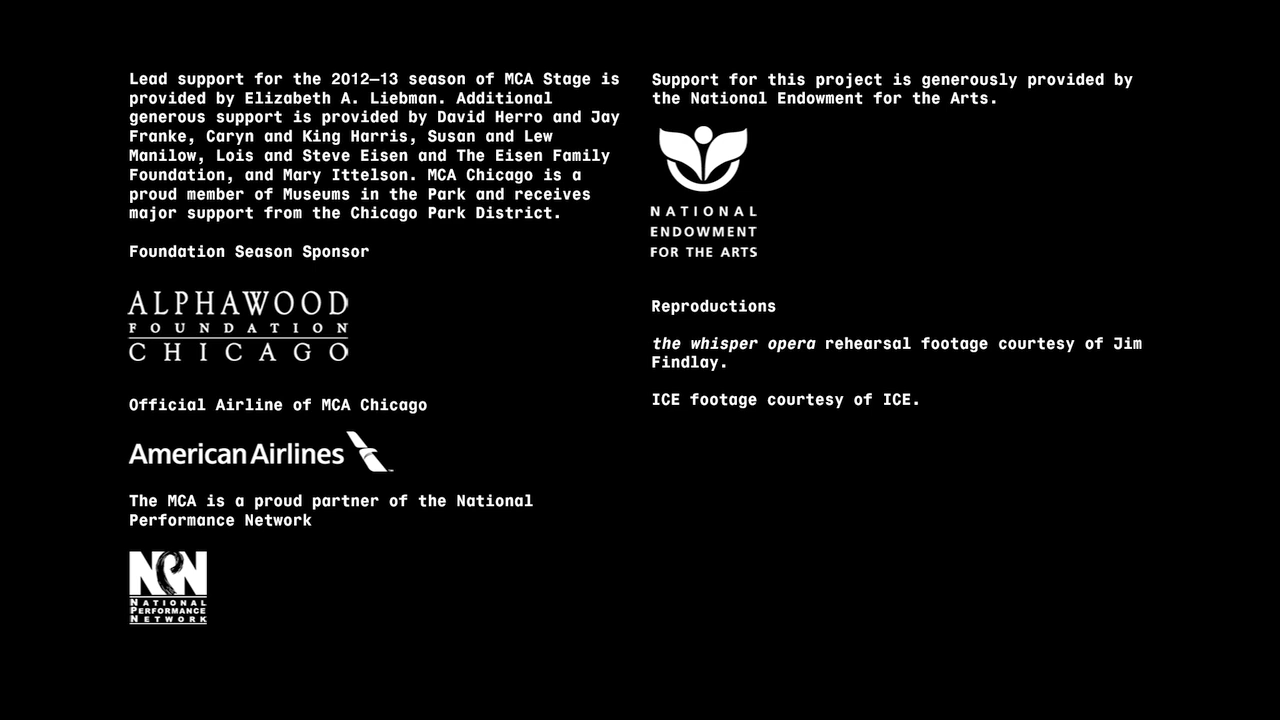 Lead support for the 2012–13 season of MCA Stage is
provided by Elizabeth A. Liebman. Additional
generous support is provided by David Herro and Jay
Franke, Caryn and King Harris, Susan and Lew
Manilow, Lois and Steve Eisen and The Eisen Family
Foundation, and Mary Ittelson. MCA Chicago is a
proud member of Museums in the Park and receives
major support from the Chicago Park District.
Foundation Season Sponsor
ALPHAWOOD
FOUNDATION
CHICAGO
Official Airline of MCA Chicago
American Airlines
The MCA is a proud partner of the National
Performance Network
NPN
NATIONAL
PERFORMANCE
NETWORK
Support for this project is generously provided by
the National Endowment for the Arts.
NATIONAL
ENDOWMENT
FOR THE ARTS
Reproductions
the whisper opera rehearsal footage courtesy of Jim
Findlay.
ICE footage courtesy of ICE.